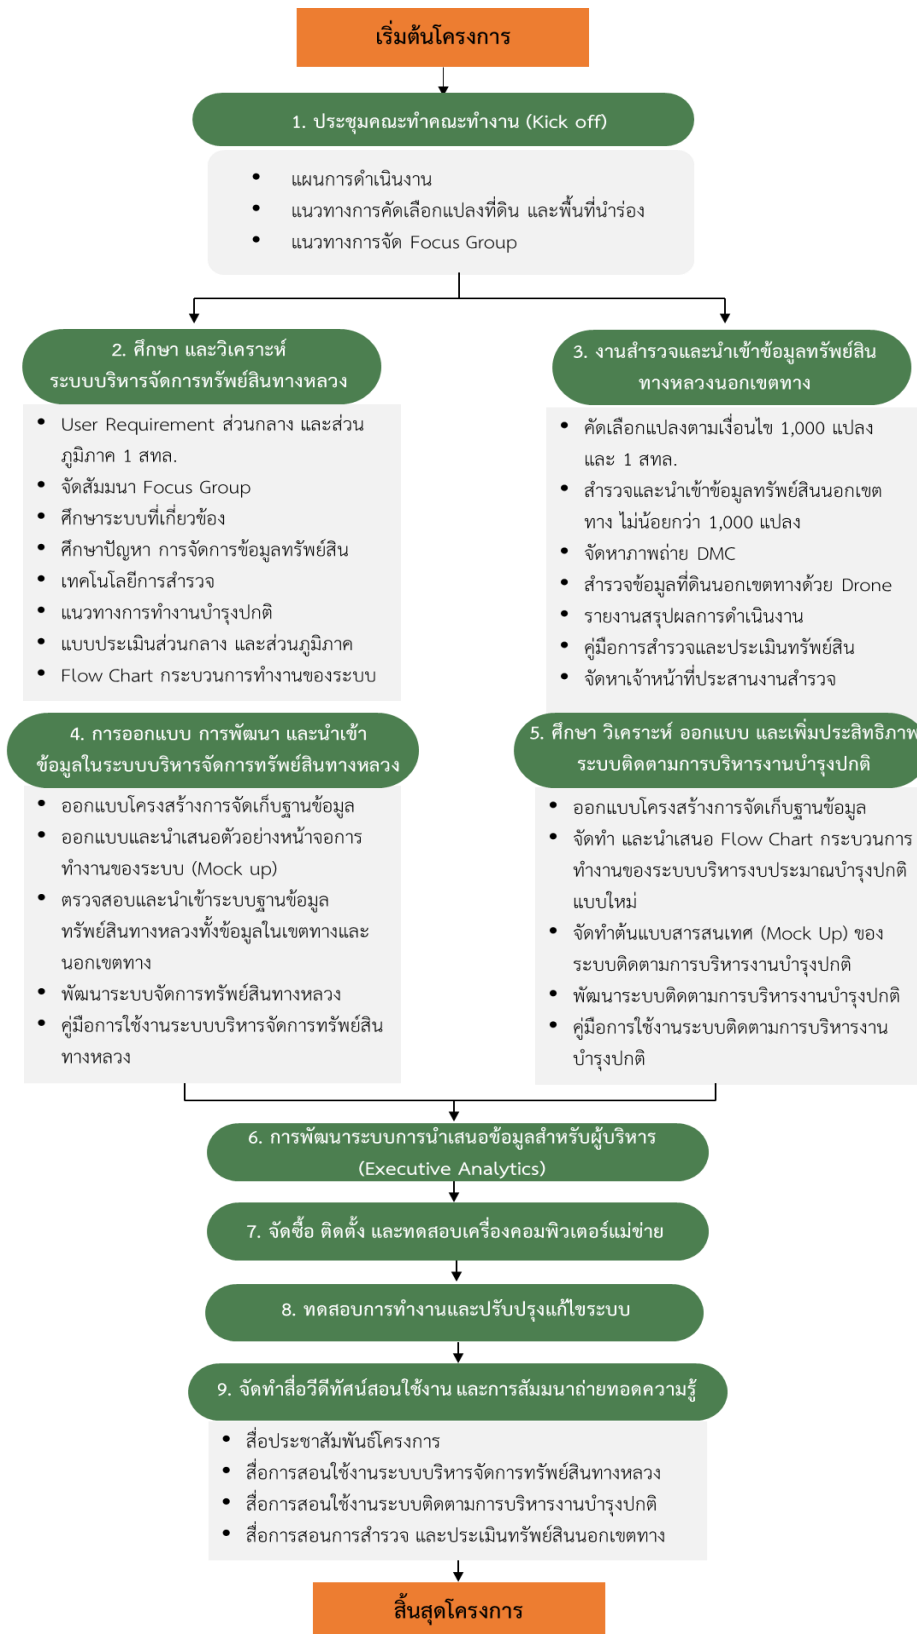 เริ่มต้นโครงการ
1. ประชุมคณะทำคณะทำงาน (Kick off)
• แผนการดำเนินงาน
• แนวทางการคัดเลือกแปลงที่ดิน และพื้นที่นำร่อง
• แนวทางการจัด Focus Group
2. ศึกษา และวิเคราะห์
ระบบบริหารจัดการทรัพย์สินทางหลวง
• User Requirement ส่วนกลาง และส่วน
ภูมิภาค 1 สทล.
• จัดสัมมนา Focus Group
• ศึกษาระบบที่เกี่ยวข้อง
• ศึกษาปัญหา การจัดการข้อมูลทรัพย์สิน
• เทคโนโลยีการสำรวจ
• แนวทางการทำงานบำรุงปกติ
• แบบประเมินส่วนกลาง และส่วนภูมิภาค
• Flow Chart กระบวนการทำงานของระบบ
3. งานสำรวจและนำเข้าข้อมูลทรัพย์สิน
ทางหลวงนอกเขตทาง
• คัดเลือกแปลงตามเงื่อนไข 1,000 แปลง
และ 1 สทล.
• สำรวจและนำเข้าข้อมูลทรัพย์สินนอกเขต
ทาง ไม่น้อยกว่า 1,000 แปลง
• จัดหาภาพถ่าย DMC
• สำรวจข้อมูลที่ดินนอกเขตทางด้วย Drone
• รายงานสรุปผลการดำเนินงาน
• คู่มือการสำรวจและประเมินทรัพย์สิน
• จัดหาเจ้าหน้าที่ประสานงานสำรวจ
4. การออกแบบ การพัฒนา และนำเข้า
ข้อมูลในระบบบริหารจัดการทรัพย์สินทางหลวง
• ออกแบบโครงสร้างการจัดเก็บฐานข้อมูล
• ออกแบบและนำเสนอตัวอย่างหน้าจอการ
ทำงานของระบบ (Mock up)
• ตรวจสอบและนำเข้าระบบฐานข้อมูล
ทรัพย์สินทางหลวงทั้งข้อมูลในเขตทางและ
นอกเขตทาง
• พัฒนาระบบจัดการทรัพย์สินทางหลวง
• คู่มือการใช้งานระบบบริหารจัดการทรัพย์สิน
ทางหลวง
5. ศึกษา วิเคราะห์ ออกแบบ และเพิ่มประสิทธิภาพ
ระบบติดตามการบริหารงานบำรุงปกติ
• ออกแบบโครงสร้างการจัดเก็บฐานข้อมูล
• จัดทำ และนำเสนอ Flow Chart กระบวนการ
ทำงานของระบบบริหารงบประมาณบำรุงปกติ
แบบใหม่
• จัดทำต้นแบบสารสนเทศ (Mock Up) ของ
ระบบติดตามการบริหารงานบำรุงปกติ
• พัฒนาระบบติดตามการบริหารงานบำรุงปกติ
• คู่มือการใช้งานระบบติดตามการบริหารงาน
บำรุงปกติ
6. การพัฒนาระบบการนำเสนอข้อมูลสำหรับผู้บริหาร
(Executive Analytics)
7. จัดซื้อ ติดตั้ง และทดสอบเครื่องคอมพิวเตอร์แม่ข่าย
8. ทดสอบการทำงานและปรับปรุงแก้ไขระบบ
9. จัดทำสื่อวีดีทัศน์สอนใช้งาน และการสัมมนาถ่ายทอดความรู้
• สื่อประชาสัมพันธ์โครงการ
• สื่อการสอนใช้งานระบบบริหารจัดการทรัพย์สินทางหลวง
• สื่อการสอนใช้งานระบบติดตามการบริหารงานบำรุงปกติ
• สื่อการสอนการสำรวจ และประเมินทรัพย์สินนอกเขตทาง
สิ้นสุดโครงการ